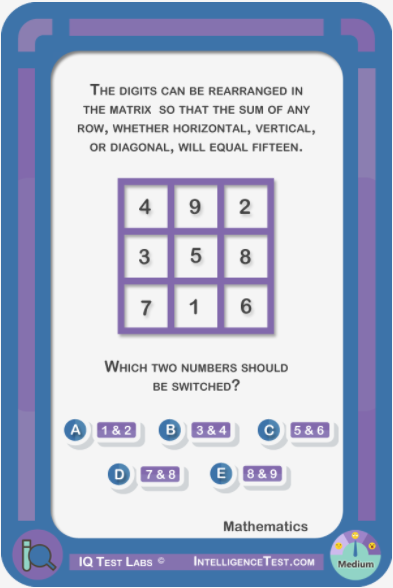 The digits can be rearranged in
the matrix so that the sum of any
row, whether horizontal, vertical,
or diagonal, will equal fifteen.
4 9 2
3 5 8
7 1 6
Which two numbers should
be switched?
A 1 & 2 B 3 & 4 C 5 & 6
D 7 & 8 E 8 & 9
Mathematics
iQ IQ Test Labs © IntelligenceTest.com Medium